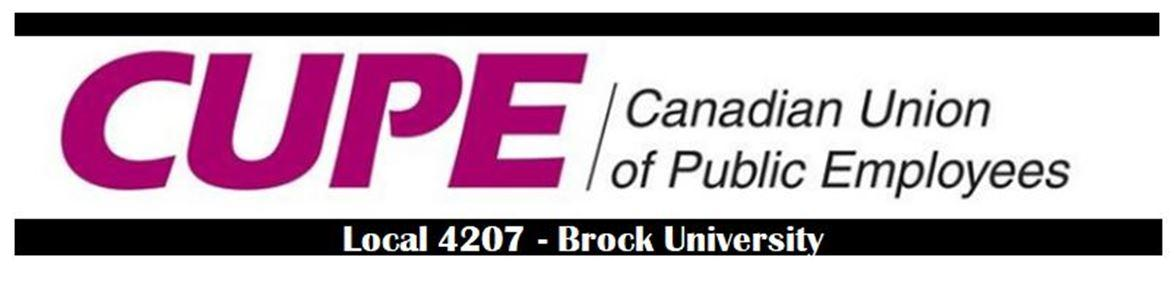 CUPE
Canadian Union
of Public Employees
Local 4207 - Brock University